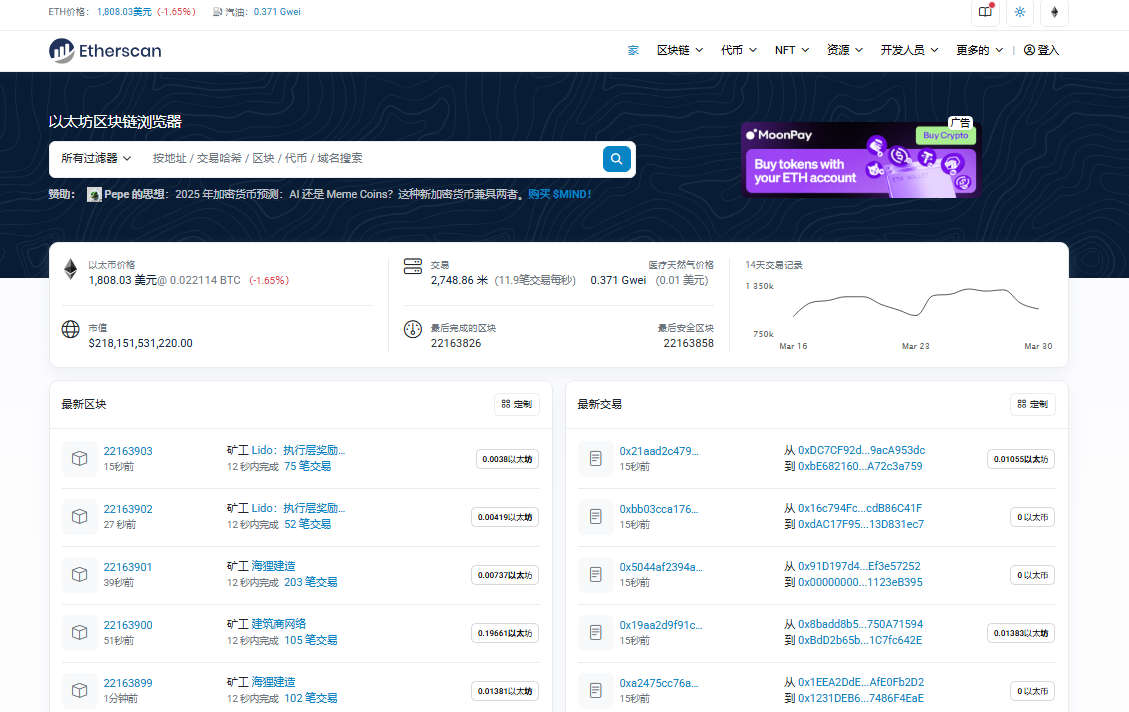 ETH价格: 1,808.03美元 (-1.65%) 汽油: 0.371 Gwei
Etherscan
家 区块链 代币 NFT 资源 开发人员 更多的 | 登入
以太坊区块链浏览器
所有过滤器 按地址 / 交易哈希 / 区块 / 代币 / 域名搜索
赞助: Pepe 的思想: 2025 年加密货币预测: AI 还是 Meme Coins? 这种新加密货币兼具两者。购买 $MIND!
广告
MoonPay
Buy Crypto
Buy tokens with
your ETH account
ETH WALLET
以太币价格
1,808.03 美元@ 0.022114 BTC (-1.65%)
市值
$218,151,531,220.00
交易
2,748.86 米 (11.9笔交易每秒)
医疗天然气价格
0.371 Gwei (0.01 美元)
最后完成的区块
22163826
最后安全区块
22163858
14天交易记录
1 350k
750k
Mar 16 Mar 23 Mar 30
最新区块
定制
22163903
15秒前
矿工 Lido: 执行层奖励...
12 秒内完成 75 笔交易
0.0038以太坊
22163902
27 秒前
矿工 Lido: 执行层奖励...
12 秒内完成 52 笔交易
0.00419以太坊
22163901
39秒前
矿工 海狸建造
12 秒内完成 203 笔交易
0.00737以太坊
22163900
51秒前
矿工 建筑商网络
12 秒内完成 105 笔交易
0.19661以太坊
22163899
1分钟前
矿工 海狸建造
12 秒内完成 102 笔交易
0.01381以太坊
最新交易
定制
0x21aad2c479...
15秒前
从 0xDC7CF92d...9acA953dc
到 0xbE682160...A72c3a759
0.01055以太坊
0xbb03cca176...
15秒前
从 0x16c794Fc...cdB86C41F
到 0xdAC17F95...13D831ec7
0 以太币
0x5044af2394a...
15秒前
从 0x91D197d4...Ef3e57252
到 0x00000000...1123eB395
0 以太币
0x19aa2d9f91c...
15秒前
从 0x8badd8b5...750A71594
到 0xBdD2b65b...1C7fc642E
0.01383以太坊
0xa2475cc76a...
15秒前
从 0x1EEA2DdE...AfE0Fb2D2
到 0x1231DEB6...7486F4EaE
0 以太币